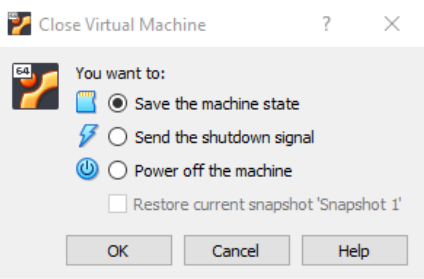 Close Virtual Machine ?
64
You want to:
Save the machine state
Send the shutdown signal
Power off the machine
Restore current snapshot 'Snapshot 1'
OK Cancel Help